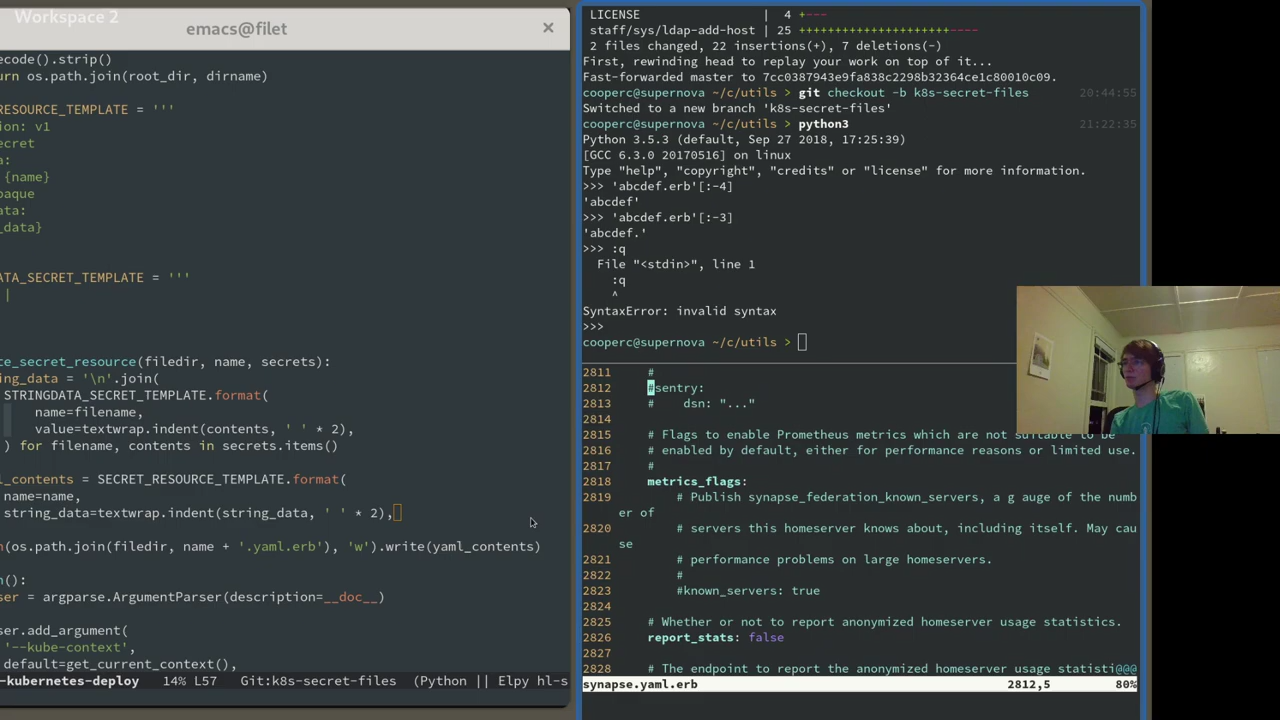 Workspace 2
emacs@filet
ecode().strip()
urn os.path.join(root_dir, dirname)
RESOURCE_TEMPLATE = '''
ion: v1
ecret
a:
{name}
paque
ata:
_data}
ATA_SECRET_TEMPLATE = '''
|
te_secret_resource(filedir, name, secrets):
ng_data = '\n'.join(
STRINGDATA_SECRET_TEMPLATE.format(
name=filename,
value=textwrap.indent(contents, ' ' * 2),
) for filename, contents in secrets.items()
l_contents = SECRET_RESOURCE_TEMPLATE.format(
name=name,
string_data=textwrap.indent(string_data, ' ' * 2),
n(os.path.join(filedir, name + '.yaml.erb'), 'w').write(yaml_contents)
n():
ser = argparse.ArgumentParser(description=__doc__)
ser.add_argument(
'--kube-context',
default=get_current_context(),
-kubernetes-deploy 14% L57 Git:k8s-secret-files (Python || Elpy hl-s
LICENSE | 4 +---
staff/sys/ldap-add-host | 25 +++++++++++++++++++++----
2 files changed, 22 insertions(+), 7 deletions(-)
First, rewinding head to replay your work on top of it...
Fast-forwarded master to 7cc0387943e9fa838c2298b32364ce1c80010c09.
cooperc@supernova ~/c/utils > git checkout -b k8s-secret-files 20:44:55
Switched to a new branch 'k8s-secret-files'
cooperc@supernova ~/c/utils > python3 21:22:35
Python 3.5.3 (default, Sep 27 2018, 17:25:39)
[GCC 6.3.0 20170516] on linux
Type "help", "copyright", "credits" or "license" for more information.
>>> 'abcdef.erb'[:-4]
'abcdef'
>>> 'abcdef.erb'[:-3]
'abcdef.'
>>> :q
File "<stdin>", line 1
:q
^
SyntaxError: invalid syntax
>>>
cooperc@supernova ~/c/utils >
2811 #
2812 #sentry:
2813 # dsn: "..."
2814
2815 # Flags to enable Prometheus metrics which are not suitable to be
2816 # enabled by default, either for performance reasons or limited use.
2817 #
2818 metrics_flags:
2819 # Publish synapse_federation_known_servers, a g auge of the numb
er of
2820 # servers this homeserver knows about, including itself. May cau
se
2821 # performance problems on large homeservers.
2822 #
2823 #known_servers: true
2824
2825 # Whether or not to report anonymized homeserver usage statistics.
2826 report_stats: false
2827
2828 # The endpoint to report the anonymized homeserver usage statisti@@@
synapse.yaml.erb 2812,5 80%